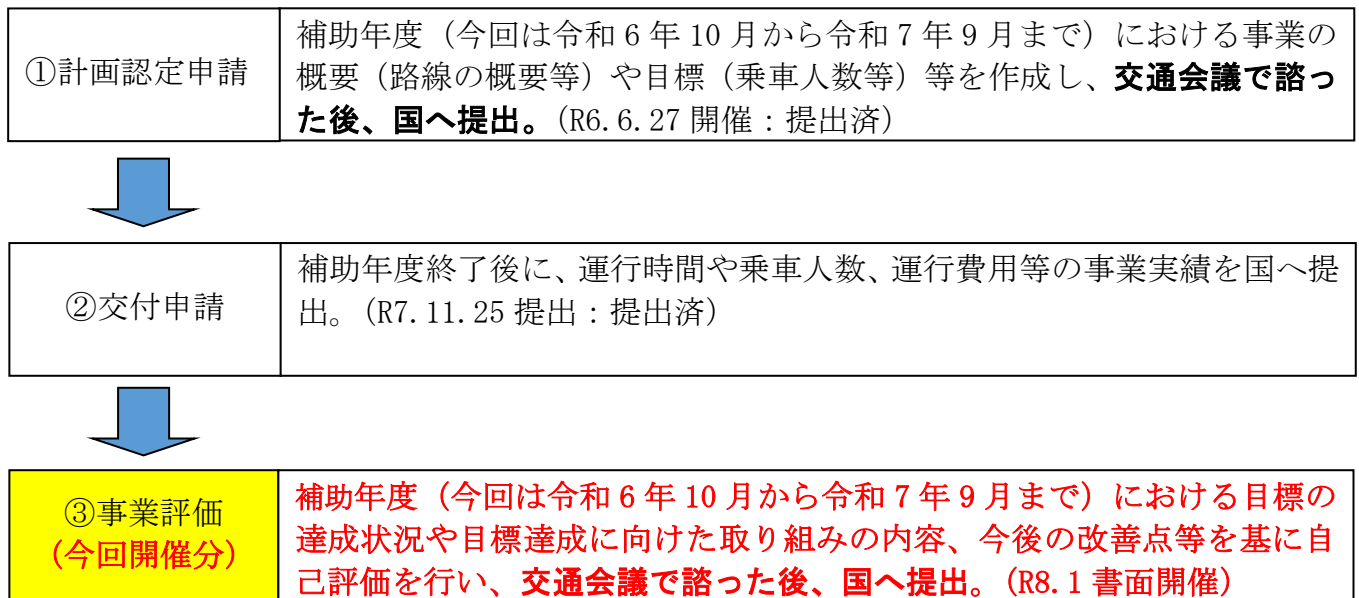 ①計画認定申請
補助年度（今回は令和６年10月から令和７年９月まで）における事業の
概要（路線の概要等）や目標（乗車人数等）等を作成し、交通会議で諮っ
た後、国へ提出。（R6.6.27 開催：提出済）
②交付申請
補助年度終了後に、運行時間や乗車人数、運行費用等の事業実績を国へ提
出。（R7.11.25 提出：提出済）
③事業評価
（今回開催分）
補助年度（今回は令和６年10月から令和７年９月まで）における目標の
達成状況や目標達成に向けた取り組みの内容、今後の改善点等を基に自
己評価を行い、交通会議で諮った後、国へ提出。（R8.1 書面開催）